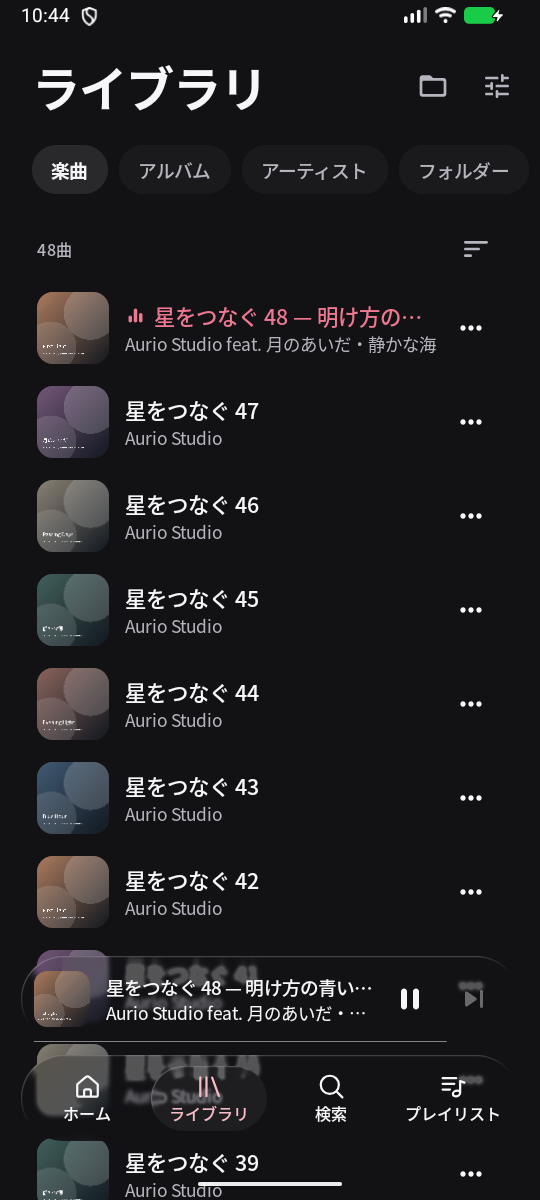 10:44
ライブラリ
楽曲 アルバム アーティスト フォルダー
48曲
星をつなぐ 48 — 明け方の…
Aurio Studio feat. 月のあいだ・静かな海
星をつなぐ 47
Aurio Studio
星をつなぐ 46
Aurio Studio
星をつなぐ 45
Aurio Studio
星をつなぐ 44
Aurio Studio
星をつなぐ 43
Aurio Studio
星をつなぐ 42
Aurio Studio
星をつなぐ 48 — 明け方の青い…
Aurio Studio feat. 月のあいだ・…
ホーム ライブラリ 検索 プレイリスト
星をつなぐ 39
Aurio Studio